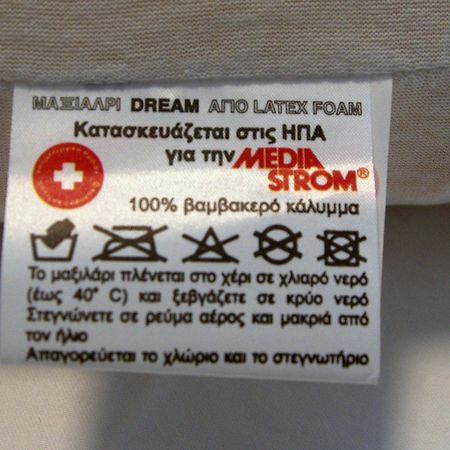 ΜΑΞΙΛΑΡΙ DREAM ΑΠΟ LATEX FOAM
Κατασκευάζεται στις ΗΠΑ
για την MEDIA STROM®
100% βαμβακερό κάλυμμα
Το μαξιλάρι πλένεται στο χέρι σε χλιαρό νερό
(έως 40° C) και ξεβγάζετε σε κρύο νερό
Στεγνώνετε σε ρεύμα αέρος και μακριά από
τον ήλιο
Απαγορεύεται το χλώριο και το στεγνωτήριο